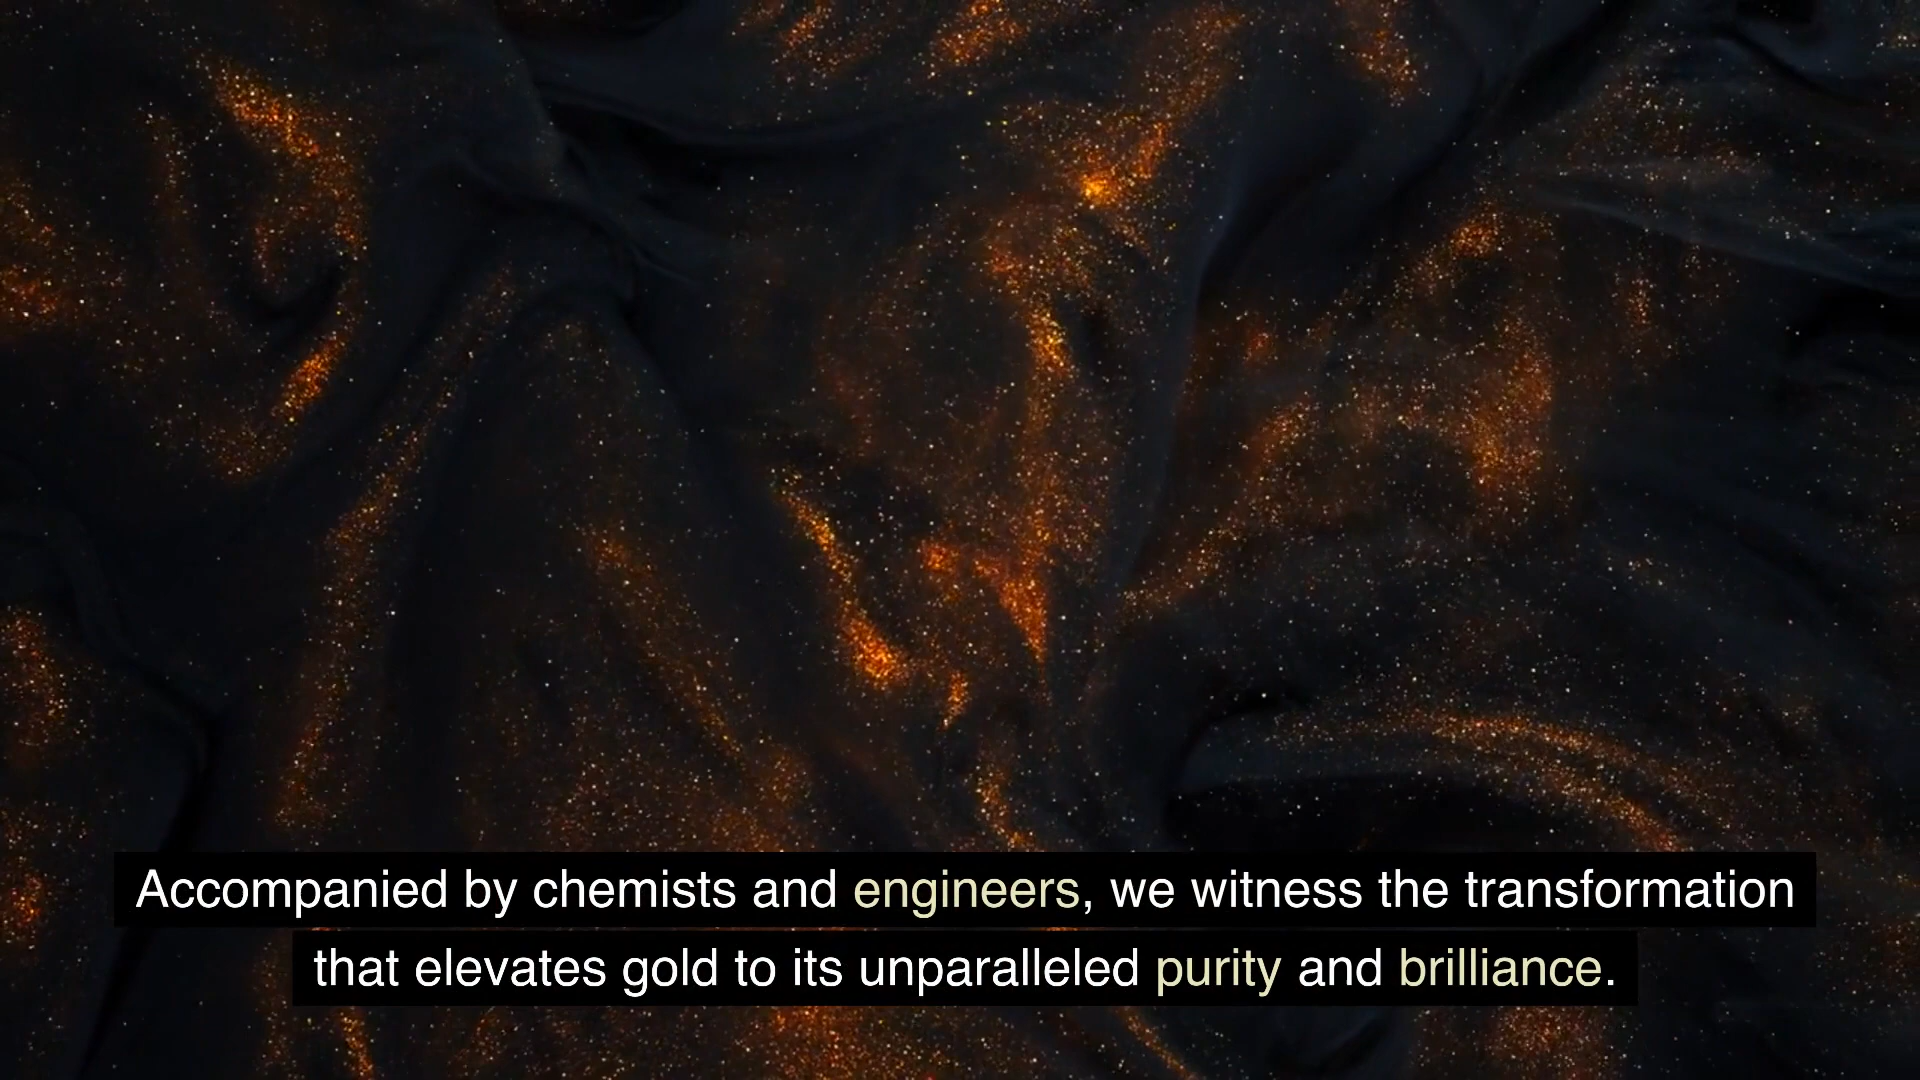 Accompanied by chemists and engineers, we witness the transformation
that elevates gold to its unparalleled purity and brilliance.